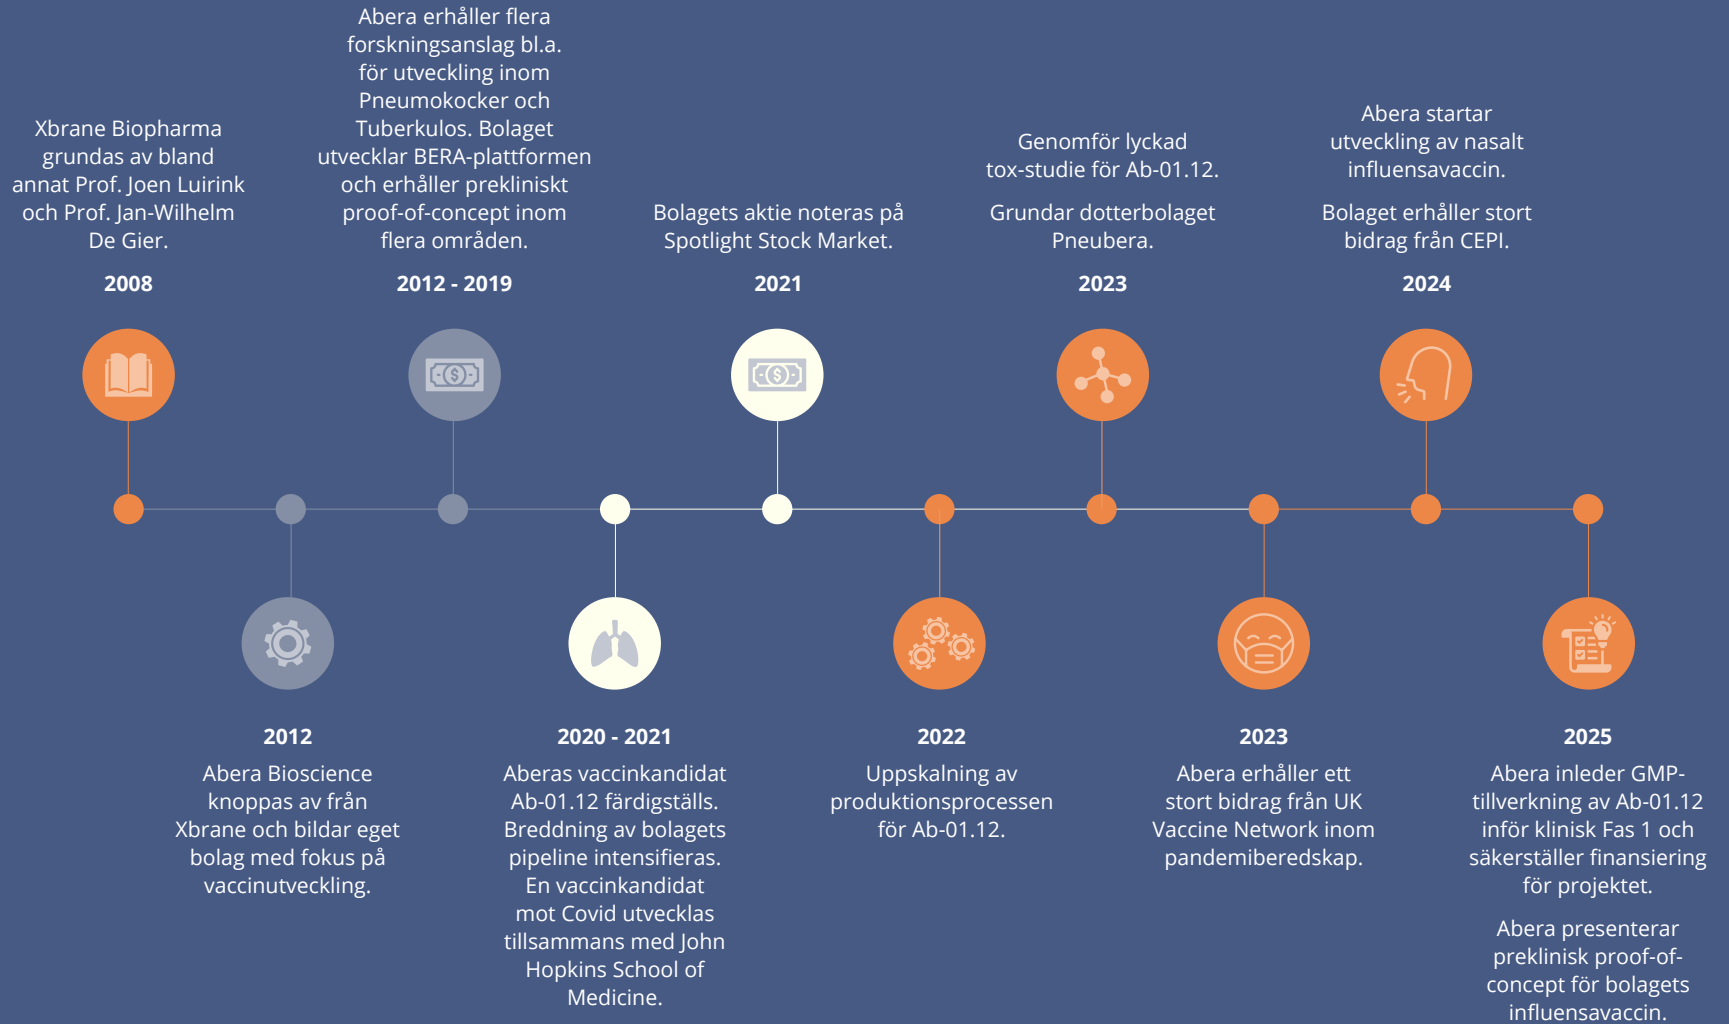 Xbrane Biopharma
grundas av bland
annat Prof. Joen Luirink
och Prof. Jan-Wilhelm
De Gier.
2008
2012
Abera Bioscience
knoppas av från
Xbrane och bildar eget
bolag med fokus på
vaccinutveckling.
Abera erhåller flera
forskningsanslag bl.a.
för utveckling inom
Pneumokocker och
Tuberkulos. Bolaget
utvecklar BERA-plattformen
och erhåller prekliniskt
proof-of-concept inom
flera områden.
2012 - 2019
2020 - 2021
Aberas vaccinkandidat
Ab-01.12 färdigställs.
Breddning av bolagets
pipeline intensifieras.
En vaccinkandidat
mot Covid utvecklas
tillsammans med John
Hopkins School of
Medicine.
Bolagets aktie noteras på
Spotlight Stock Market.
2021
2022
Uppskalning av
produktionsprocessen
för Ab-01.12.
Genomför lyckad
tox-studie för Ab-01.12.
Grundar dotterbolaget
Pneubera.
2023
2023
Abera erhåller ett
stort bidrag från UK
Vaccine Network inom
pandemiberedskap.
Abera startar
utveckling av nasalt
influensavaccin.
Bolaget erhåller stort
bidrag från CEPI.
2024
2025
Abera inleder GMP-
tillverkning av Ab-01.12
inför klinisk Fas 1 och
säkerställer finansiering
för projektet.
Abera presenterar
preklinisk proof-of-
concept för bolagets
influensavaccin.